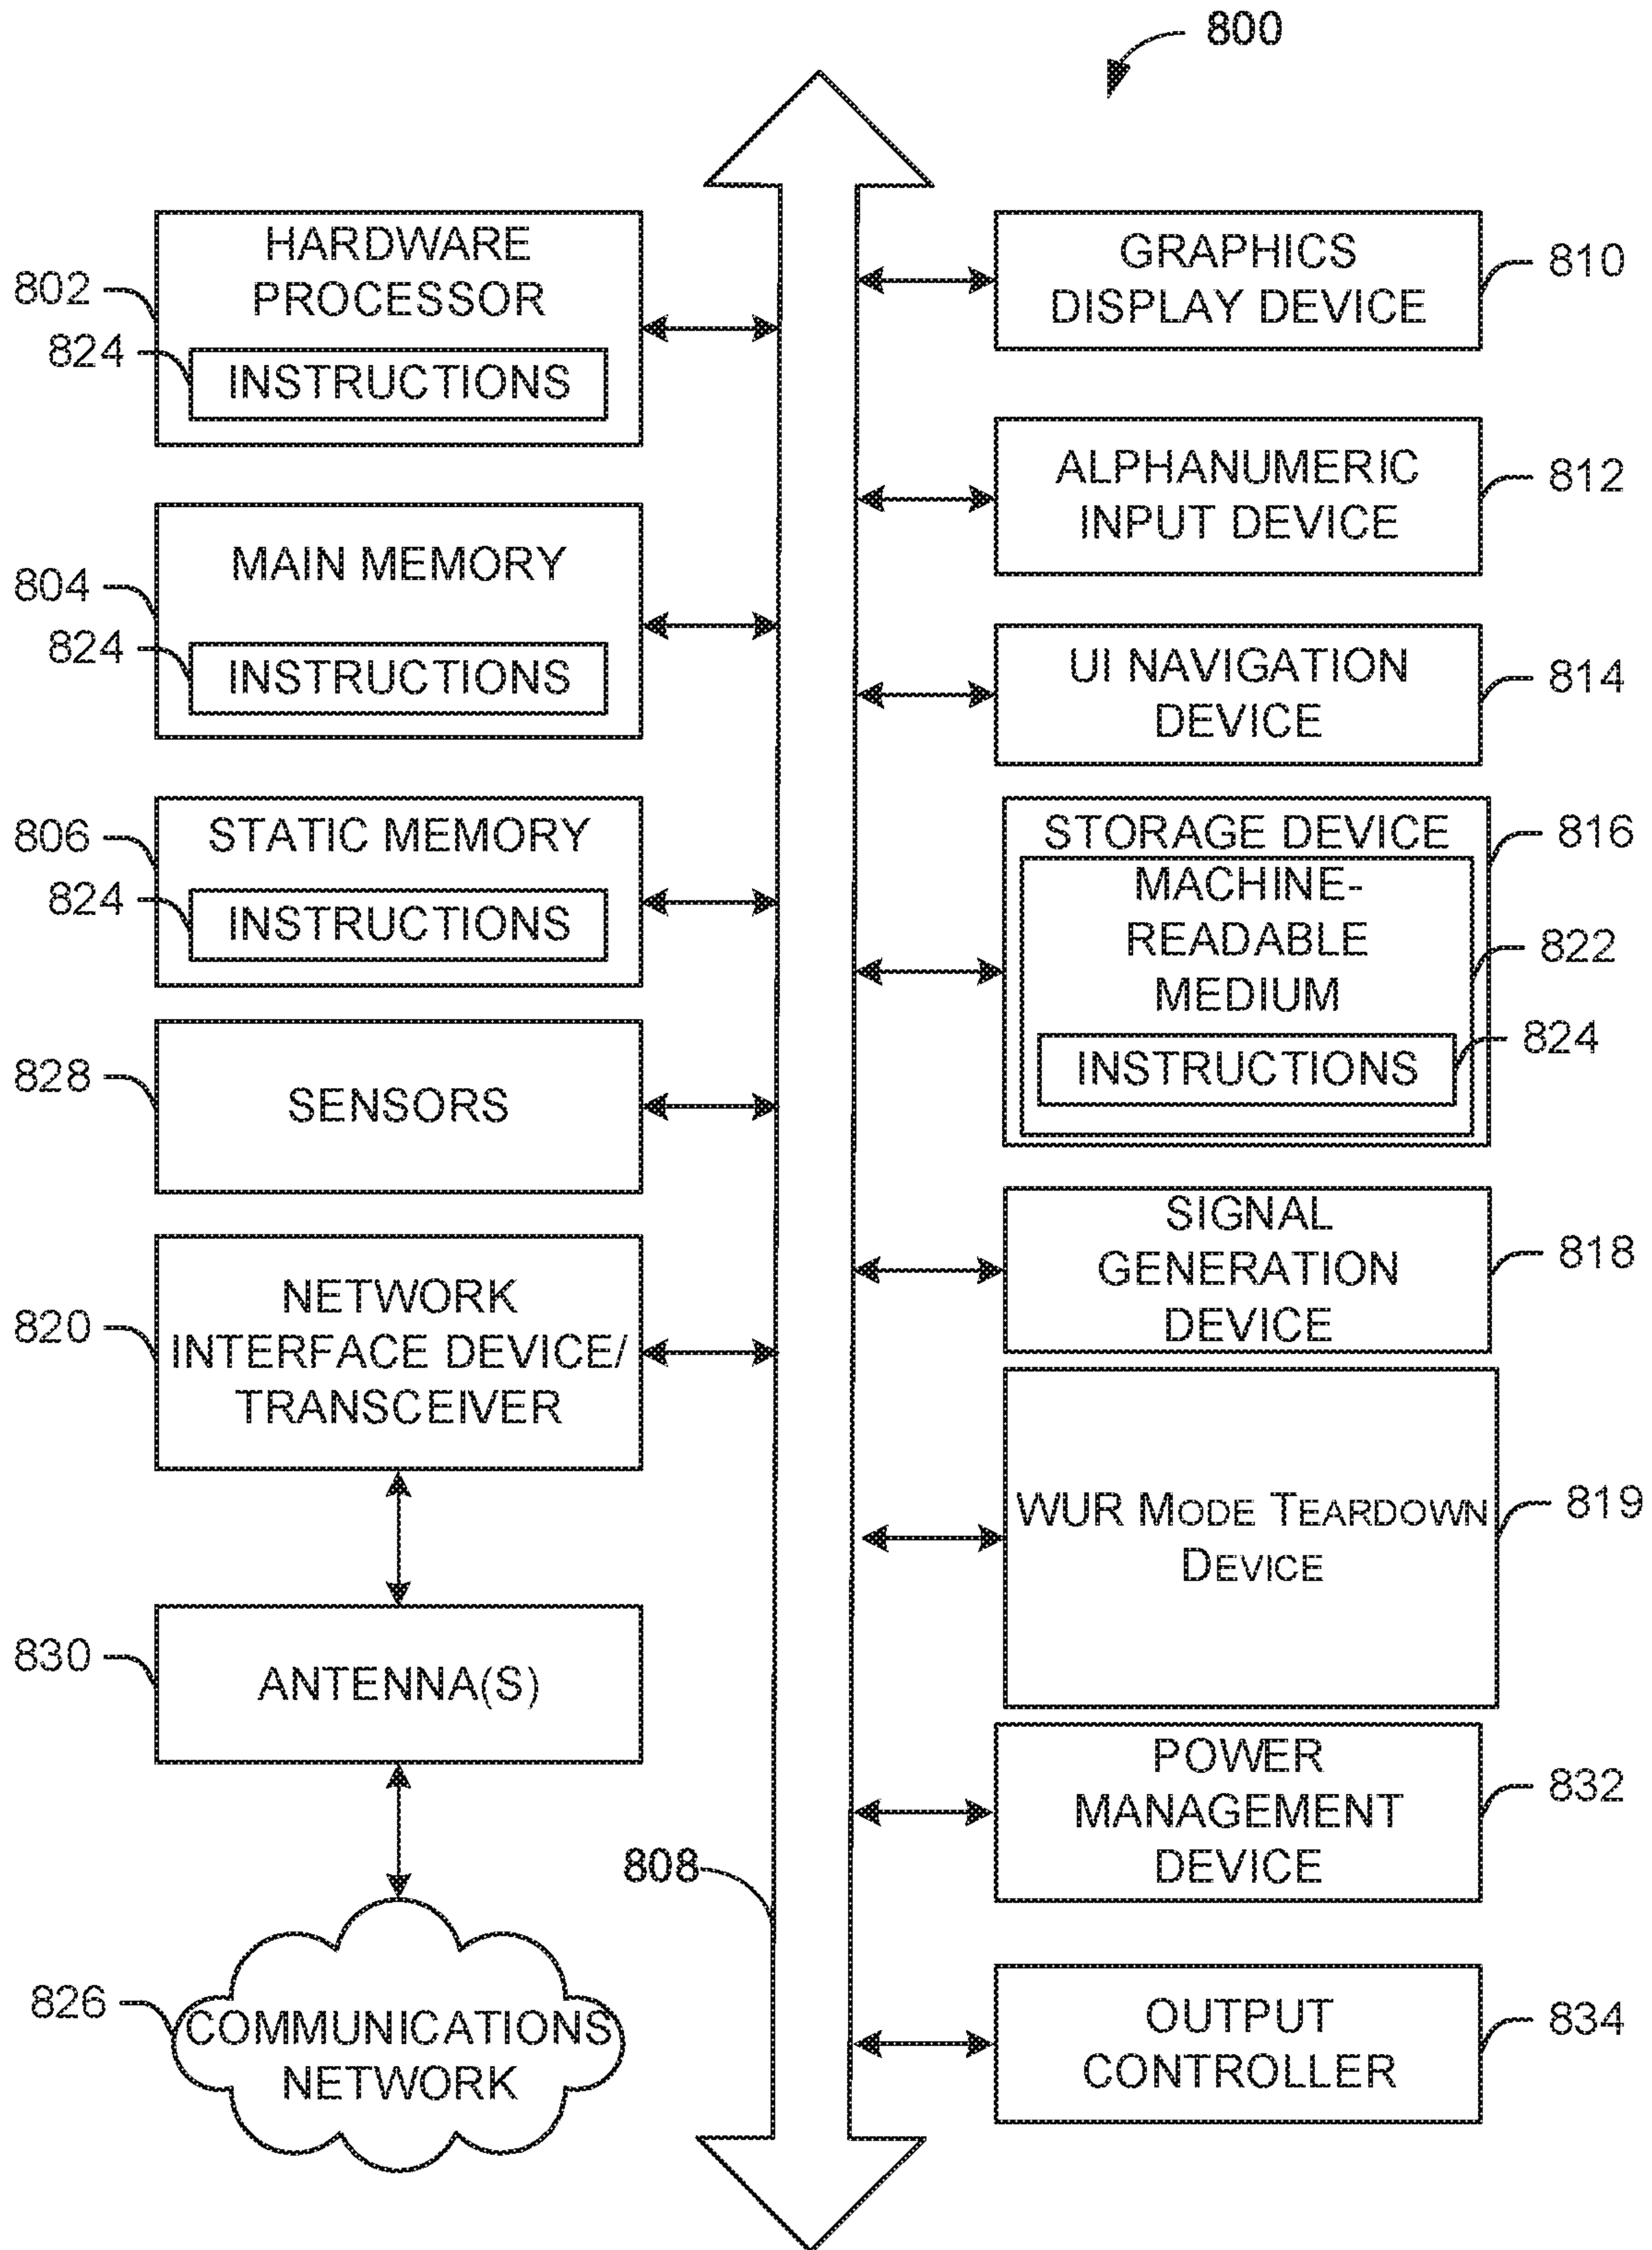 800
HARDWARE
PROCESSOR
802
824
INSTRUCTIONS
MAIN MEMORY
804
824
INSTRUCTIONS
STATIC MEMORY
806
824
INSTRUCTIONS
828
SENSORS
NETWORK
820
INTERFACE DEVICE/
TRANSCEIVER
830
ANTENNA(S)
808
826
COMMUNICATIONS
NETWORK
GRAPHICS
DISPLAY DEVICE
810
ALPHANUMERIC
INPUT DEVICE
812
UI NAVIGATION
DEVICE
814
STORAGE DEVICE
816
MACHINE-
READABLE
MEDIUM
822
INSTRUCTIONS
824
SIGNAL
GENERATION
DEVICE
818
WUR MODE TEARDOWN
DEVICE
819
POWER
MANAGEMENT
DEVICE
832
OUTPUT
CONTROLLER
834